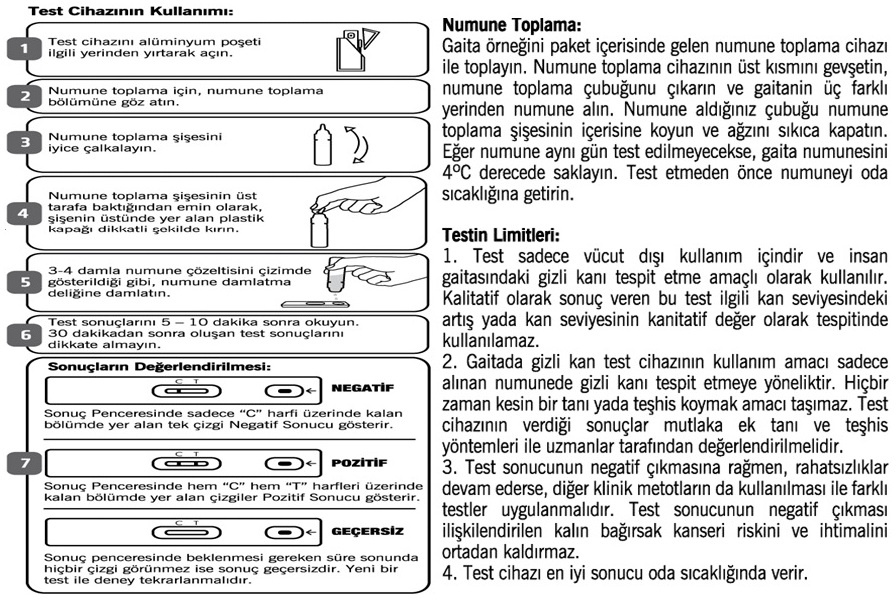 Test Cihazının Kullanımı:
1
Test cihazını alüminyum poşeti
ilgili yerinden yırtarak açın.
2
Numune toplama için, numune toplama
bölümüne göz atın.
3
Numune toplama şişesini
iyice çalkalayın.
4
Numune toplama şişesinin üst
tarafa baktığından emin olarak,
şişenin üstünde yer alan plastik
kapağı dikkatli şekilde kırın.
5
3-4 damla numune çözeltisini çizimde
gösterildiği gibi, numune damlatma
deliğine damlatın.
6
Test sonuçlarını 5 – 10 dakika sonra okuyun.
30 dakikadan sonra oluşan test sonuçlarını
dikkate almayın.
7
Sonuçların Değerlendirilmesi:
C T
NEGATİF
Sonuç Penceresinde sadece “C” harfi üzerinde kalan
bölümde yer alan tek çizgi Negatif Sonucu gösterir.
C T
POZİTİF
Sonuç Penceresinde hem “C” hem “T” harfleri üzerinde
kalan bölümde yer alan çizgiler Pozitif Sonucu gösterir.
C T
GEÇERSİZ
Sonuç penceresinde beklenmesi gereken süre sonunda
hiçbir çizgi görünmez ise sonuç geçersizdir. Yeni bir
test ile deney tekrarlanmalıdır.
Numune Toplama:
Gaita örneğini paket içerisinde gelen numune toplama cihazı
ile toplayın. Numune toplama cihazının üst kısmını gevşetin,
numune toplama çubuğunu çıkarın ve gaitanin üç farklı
yerinden numune alın. Numune aldığınız çubuğu numune
toplama şişesinin içerisine koyun ve ağzını sıkıca kapatın.
Eğer numune aynı gün test edilmeyecekse, gaita numunesini
4ºC derecede saklayın. Test etmeden önce numuneyi oda
sıcaklığına getirin.
Testin Limitleri:
1. Test sadece vücut dışı kullanım içindir ve insan
gaitasındaki gizli kanı tespit etme amaçlı olarak kullanılır.
Kalitatif olarak sonuç veren bu test ilgili kan seviyesindeki
artış yada kan seviyesinin kanitatif değer olarak tespitinde
kullanılamaz.
2. Gaitada gizli kan test cihazının kullanım amacı sadece
alınan numunede gizli kanı tespit etmeye yöneliktir. Hiçbir
zaman kesin bir tanı yada teşhis koymak amacı taşımaz. Test
cihazının verdiği sonuçlar mutlaka ek tanı ve teşhis
yöntemleri ile uzmanlar tarafından değerlendirilmelidir.
3. Test sonucunun negatif çıkmasına rağmen, rahatsızlıklar
devam ederse, diğer klinik metotların da kullanılması ile farklı
testler uygulanmalıdır. Test sonucunun negatif çıkması
ilişkilendirilen kalın bağırsak kanseri riskini ve ihtimalini
ortadan kaldırmaz.
4. Test cihazı en iyi sonucu oda sıcaklığında verir.